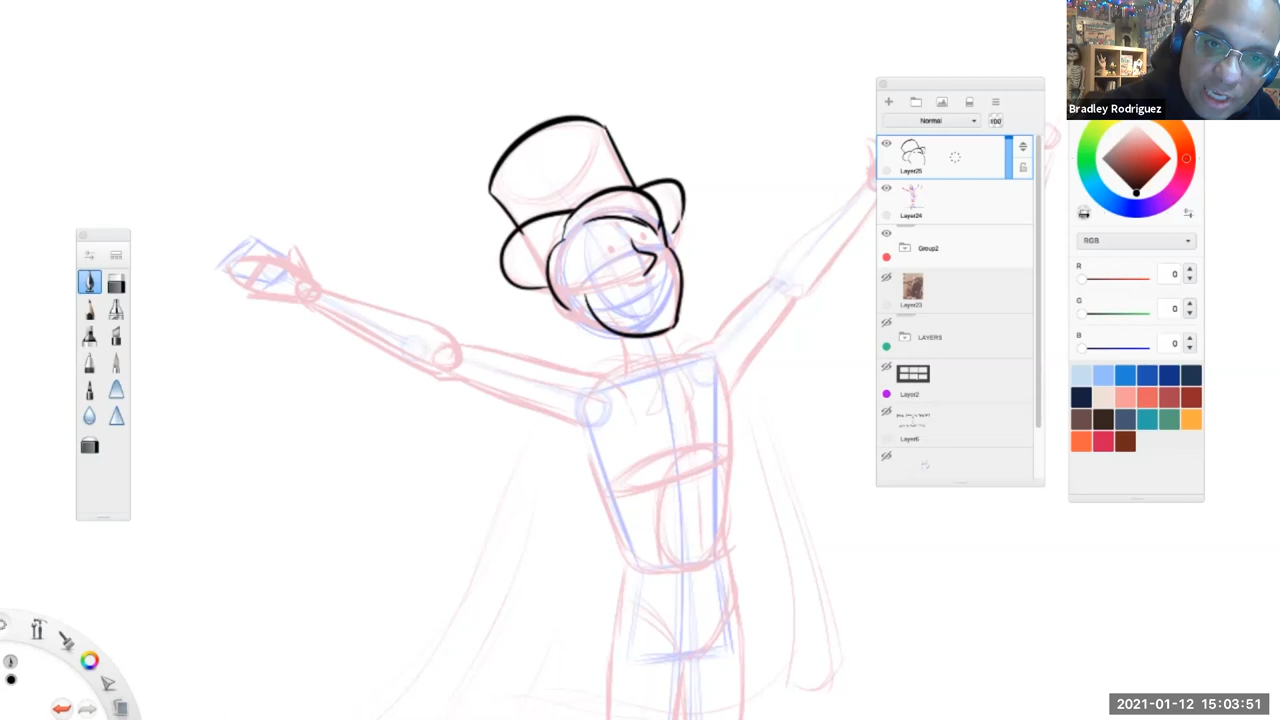 Bradley Rodriguez
Normal
100
Layer25
Layer24
Group2
Layer23
LAYERS
Layer2
Layer6
RGB
R
0
G
0
B
0
2021-01-12 15:03:51